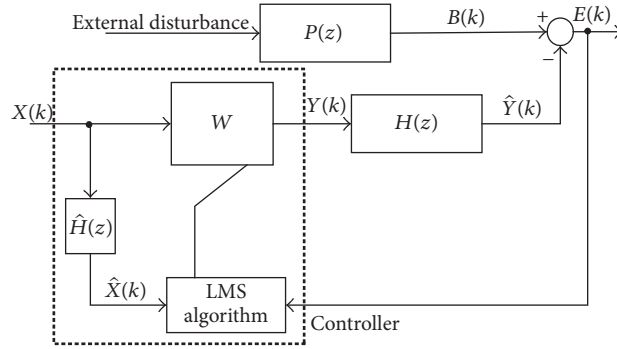 External disturbance
P(z)
B(k)
+
E(k)
−
X(k)
W
Y(k)
H(z)
Ŷ(k)
Ĥ(z)
X̂(k)
LMS
algorithm
Controller